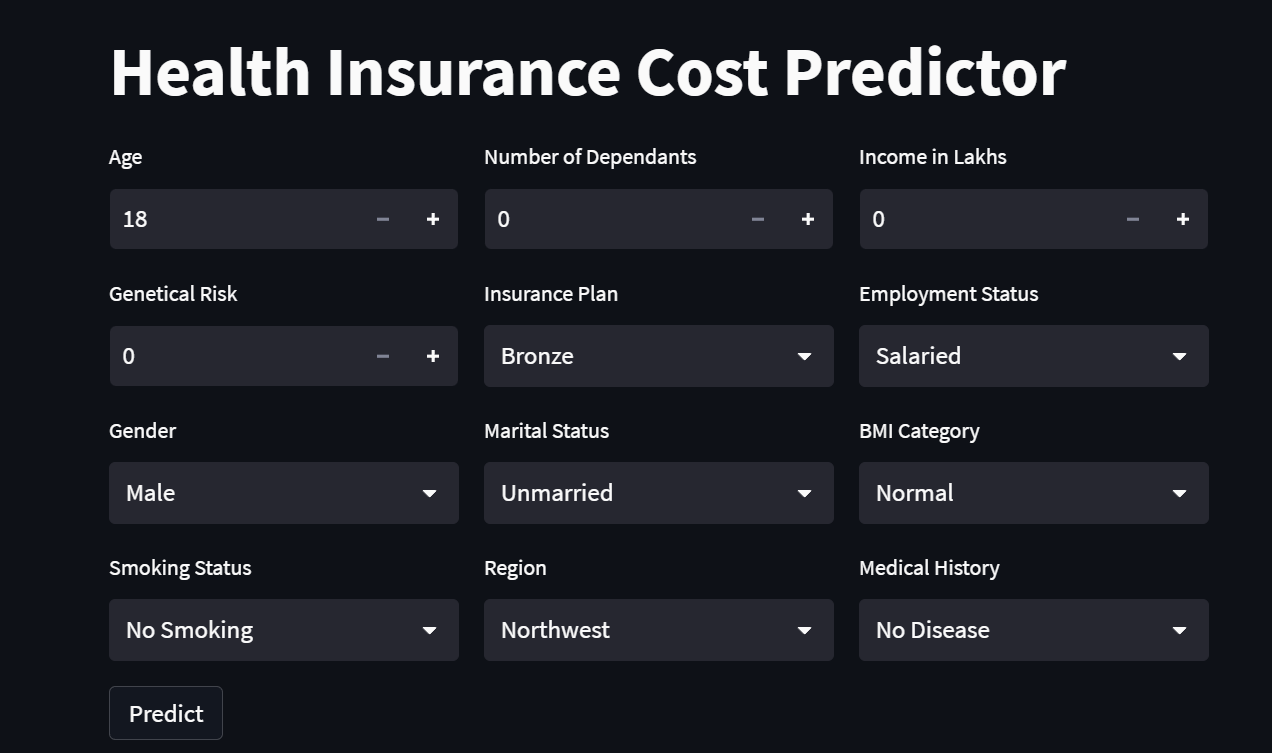 Health Insurance Cost Predictor
Age Number of Dependants Income in Lakhs
18 − + 0 − + 0 − +
Genetical Risk Insurance Plan Employment Status
0 − + Bronze Salaried
Gender Marital Status BMI Category
Male Unmarried Normal
Smoking Status Region Medical History
No Smoking Northwest No Disease
Predict